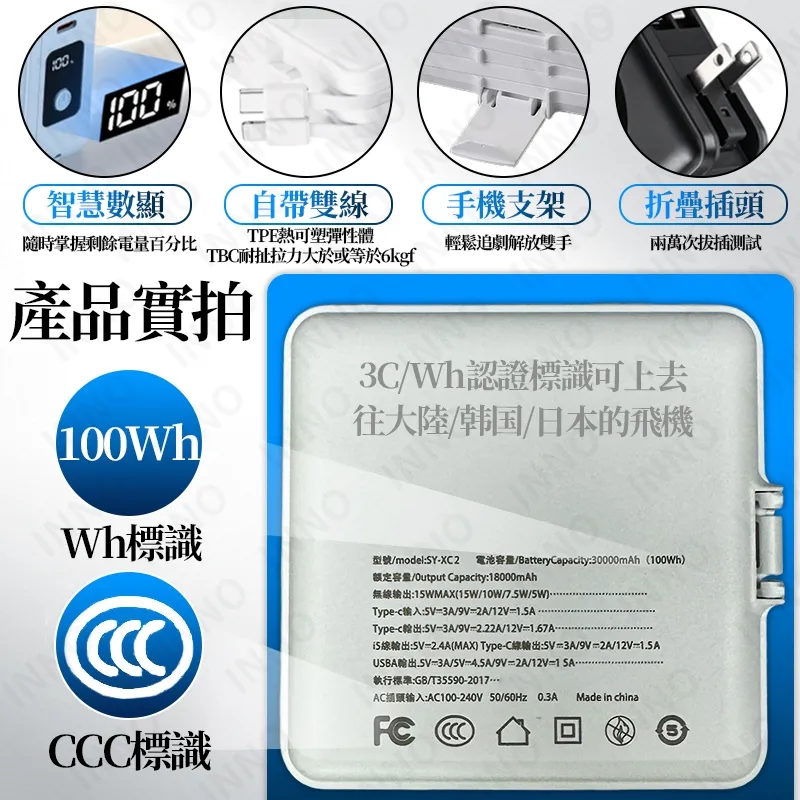 100%
100%
智慧數顯
隨時掌握剩餘電量百分比
自帶雙線
TPE熱可塑彈性體
TBC耐扯拉力大於或等於6kgf
手機支架
輕鬆追劇解放雙手
折疊插頭
兩萬次拔插測試
產品實拍
100Wh
Wh標識
CCC標識
3C/Wh認證標識可上去
往大陸/韩国/日本的飛機
型號/model:SY-XC2 電池容量/BatteryCapacity:30000mAh（100Wh）
額定容量/Output Capacity:18000mAh
無線輸出:15WMAX(15W/10W/7.5W/5W)
Type-c輸入:5V=3A/9V=2A/12V=1.5A
Type-c輸出:5V=3A/9V=2.22A/12V=1.67A
iS線輸出:5V=2.4A(MAX) Type-C線輸出:5V=3A/9V=2A/12V=1.5A
USBA輸出:5V=3A/5V=4.5A/9V=2A/12V=1 5A
執行標準:GB/T35590-2017
AC插頭輸入:AC100-240V 50/60Hz 0.3A Made in china
FC CCC 5
INNO